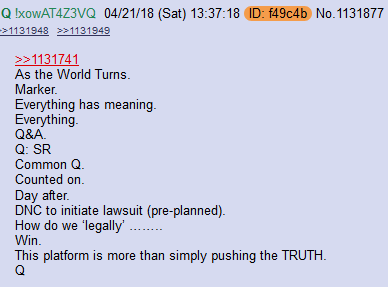 Q !xowAT4Z3VQ 04/21/18 (Sat) 13:37:18 ID: f49c4b No.1131877
>>1131948 >>1131949
>>1131741
As the World Turns.
Marker.
Everything has meaning.
Everything.
Q&A.
Q: SR
Common Q.
Counted on.
Day after.
DNC to initiate lawsuit (pre-planned).
How do we ‘legally’ ……..
Win.
This platform is more than simply pushing the TRUTH.
Q